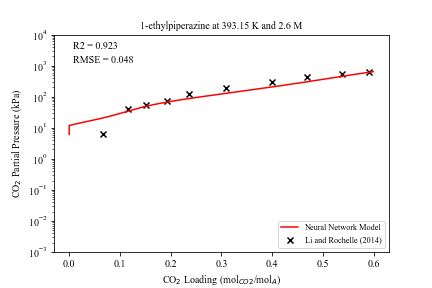 1-ethylpiperazine at 393.15 K and 2.6 M
R2 = 0.923
RMSE = 0.048
CO₂ Partial Pressure (kPa)
10⁴
10³
10²
10¹
10⁰
10⁻¹
10⁻²
10⁻³
0.0 0.1 0.2 0.3 0.4 0.5 0.6
CO₂ Loading (mol_CO2/mol_A)
Neural Network Model
Li and Rochelle (2014)